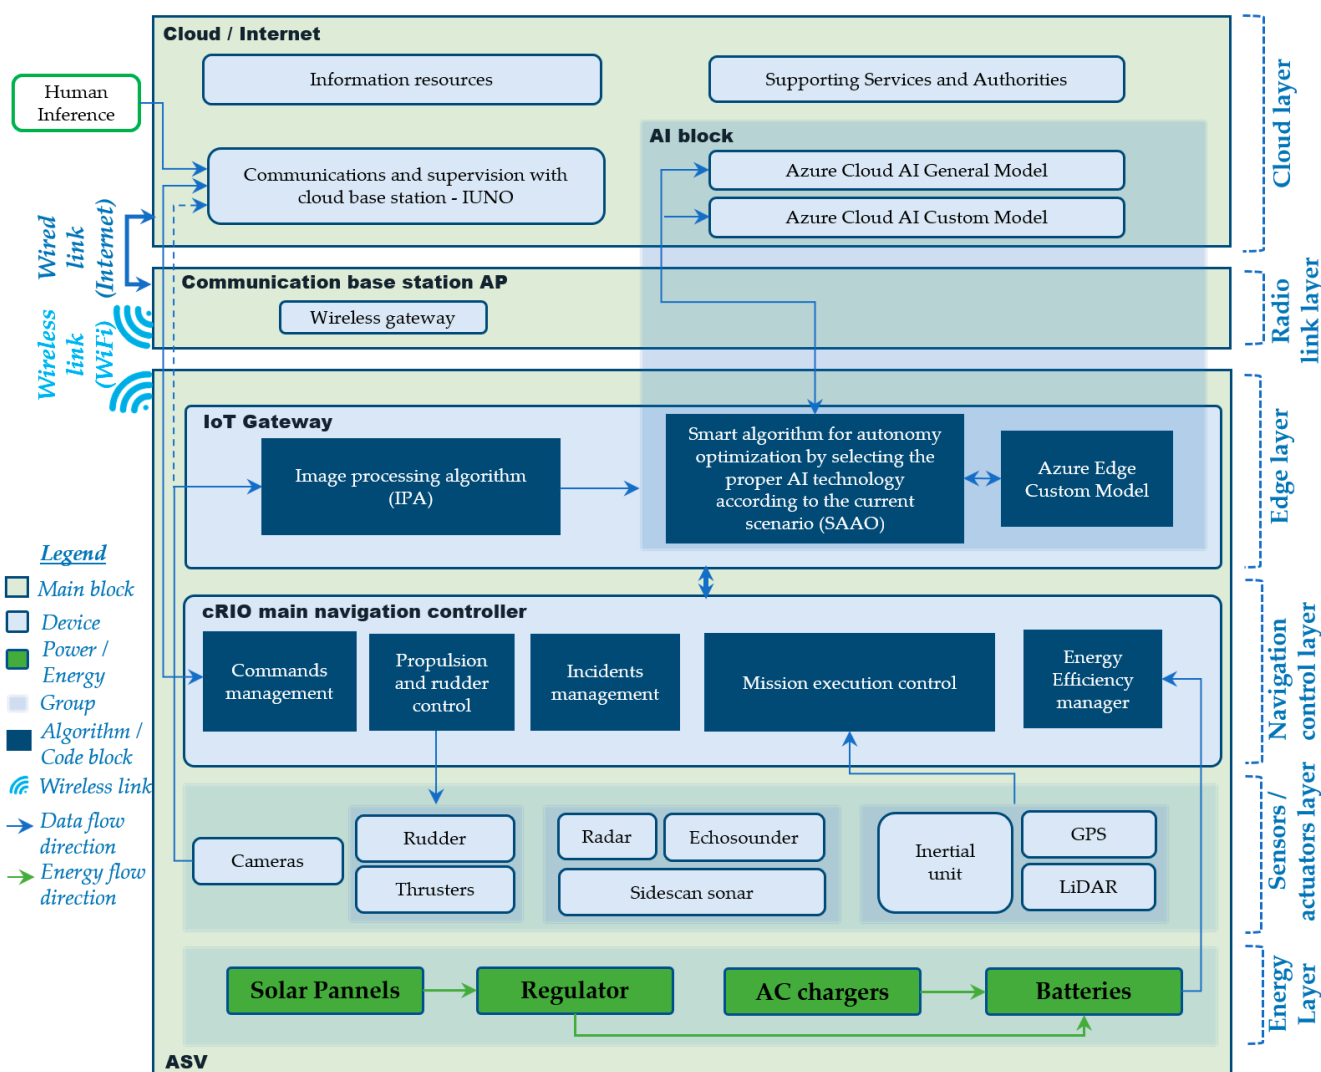 Cloud / Internet
Information resources
Supporting Services and Authorities
Human
Inference
AI block
Communications and supervision with
cloud base station - IUNO
Azure Cloud AI General Model
Azure Cloud AI Custom Model
Cloud layer
Wired
link
(Internet)
Communication base station AP
Wireless gateway
Radio
link layer
Wireless
link
(WiFi)
IoT Gateway
Image processing algorithm
(IPA)
Smart algorithm for autonomy
optimization by selecting the
proper AI technology
according to the current
scenario (SAAO)
Azure Edge
Custom Model
Edge layer
Legend
Main block
Device
Power /
Energy
Group
Algorithm /
Code block
Wireless link
Data flow
direction
Energy flow
direction
cRIO main navigation controller
Commands
management
Propulsion
and rudder
control
Incidents
management
Mission execution control
Energy
Efficiency
manager
Navigation
control layer
Cameras
Rudder
Thrusters
Radar
Echosounder
Sidescan sonar
Inertial
unit
GPS
LiDAR
Sensors /
actuators layer
Solar Pannels
Regulator
AC chargers
Batteries
Energy
Layer
ASV